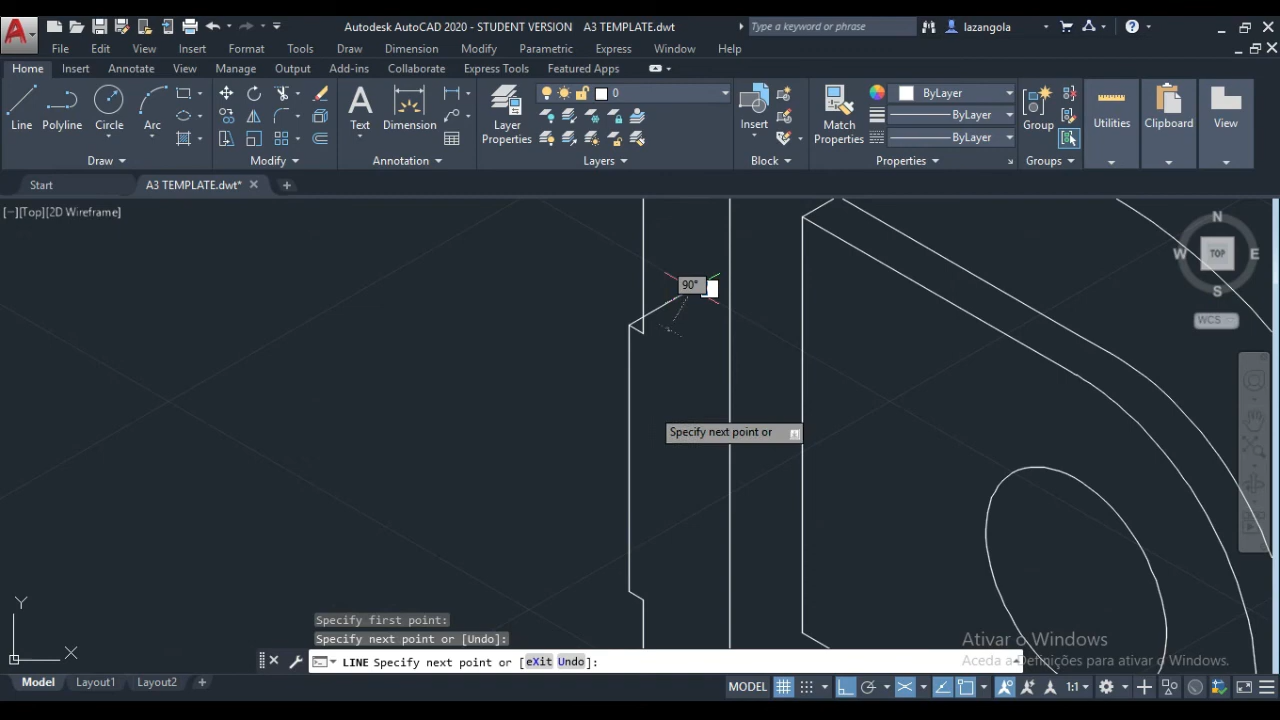 Autodesk AutoCAD 2020 - STUDENT VERSION A3 TEMPLATE.dwt
Type a keyword or phrase
lazangola
File Edit View Insert Format Tools Draw Dimension Modify Parametric Express Window Help
Home Insert Annotate View Manage Output Add-ins Collaborate Express Tools Featured Apps
0
ByLayer
ByLayer
ByLayer
Line Polyline Circle Arc Text Dimension Layer Properties Insert Match Properties Group Utilities Clipboard View
Draw Modify Annotation Layers Block Properties Groups
Start A3 TEMPLATE.dwt*
[−][Top][2D Wireframe]
N
W TOP E
S
WCS
90°
Specify next point or
Y
X
Specify first point:
Specify next point or [Undo]:
LINE Specify next point or [eXit Undo]:
Ativar o Windows
Aceda a Definições para ativar o Windows.
Model Layout1 Layout2
MODEL 1:1